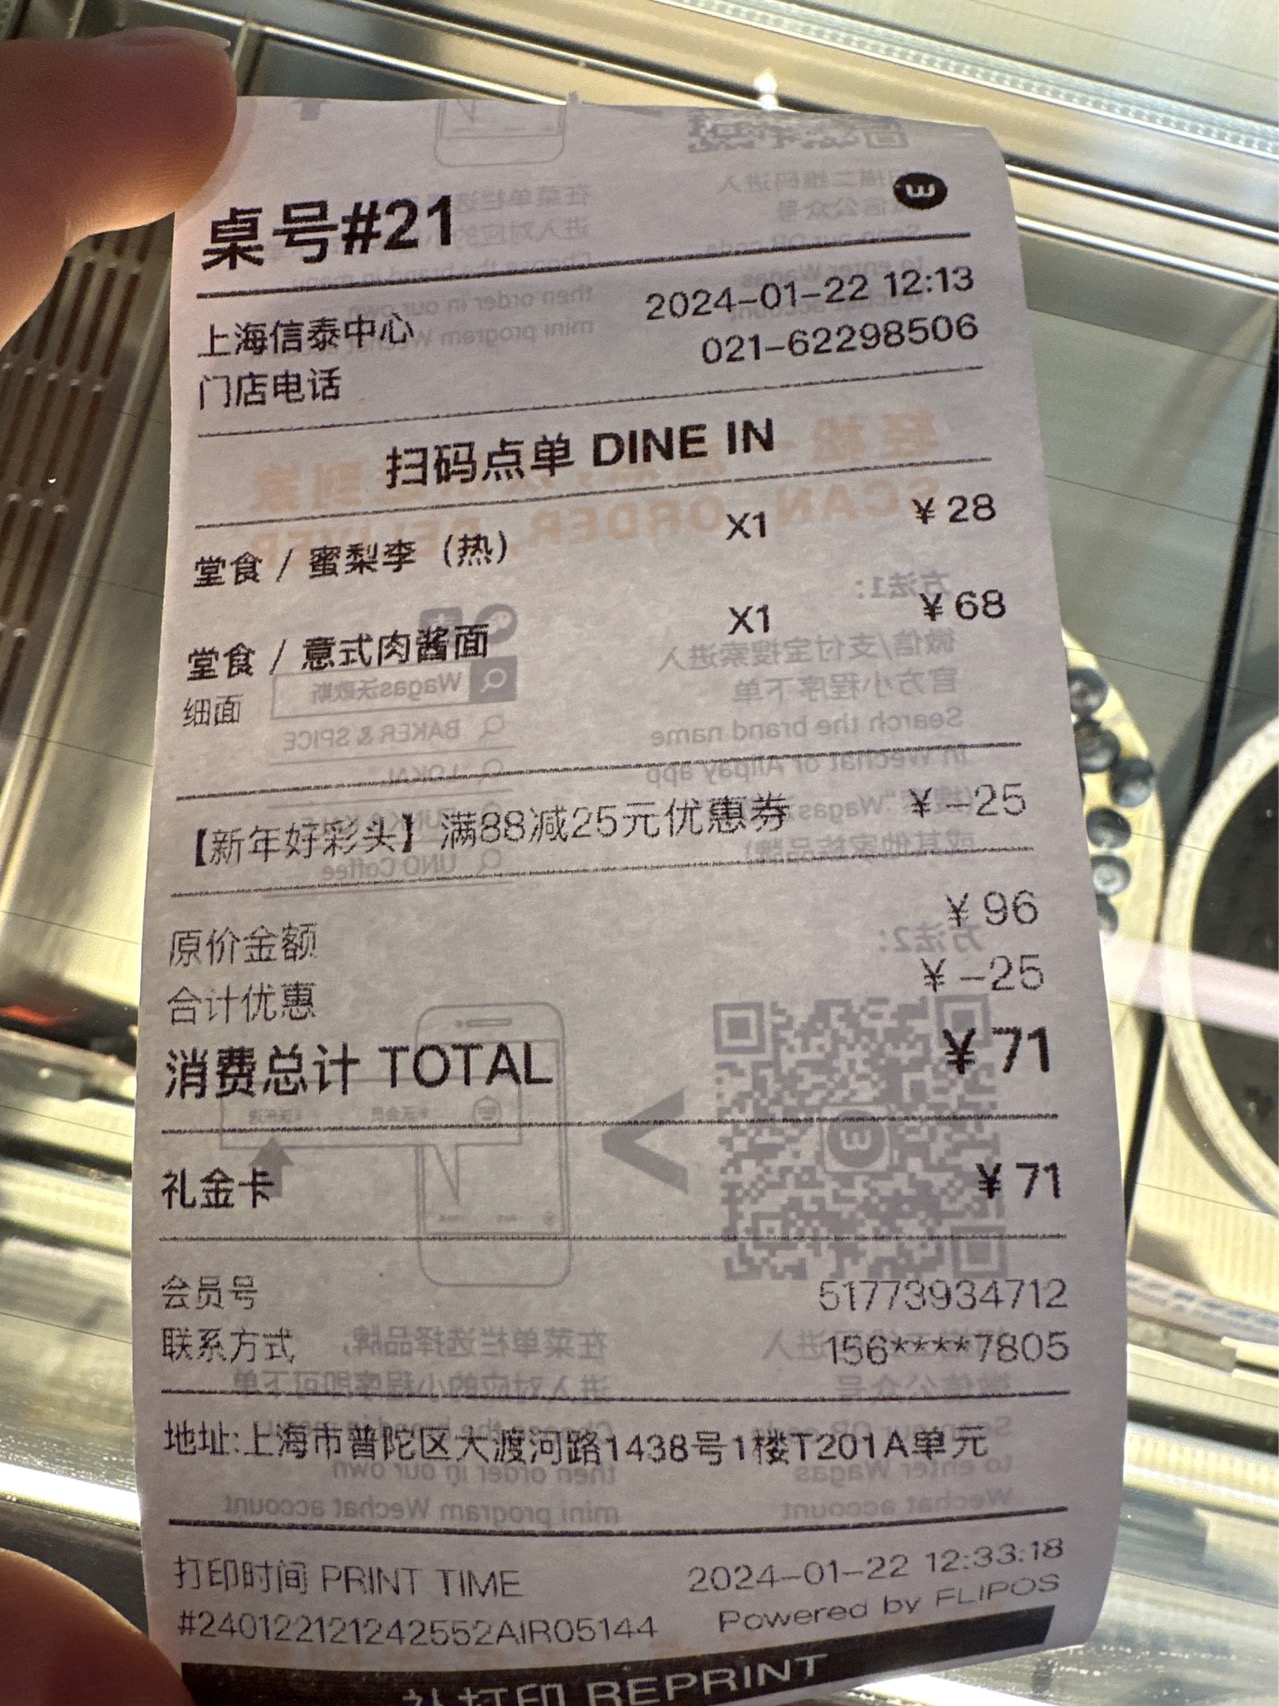 桌号#21
上海信泰中心 2024-01-22 12:13
门店电话 021-62298506
扫码点单 DINE IN
堂食 / 蜜梨李（热） X1 ¥28
堂食 / 意式肉酱面 X1 ¥68
细面
【新年好彩头】满88减25元优惠券 ¥-25
原价金额 ¥96
合计优惠 ¥-25
消费总计 TOTAL ¥71
礼金卡 ¥71
会员号 51773934712
联系方式 156****7805
地址:上海市普陀区大渡河路1438号1楼T201A单元
打印时间 PRINT TIME 2024-01-22 12:33:18
#240122121242552AIR05144 Powered by FLIPOS
补打印 REPRINT